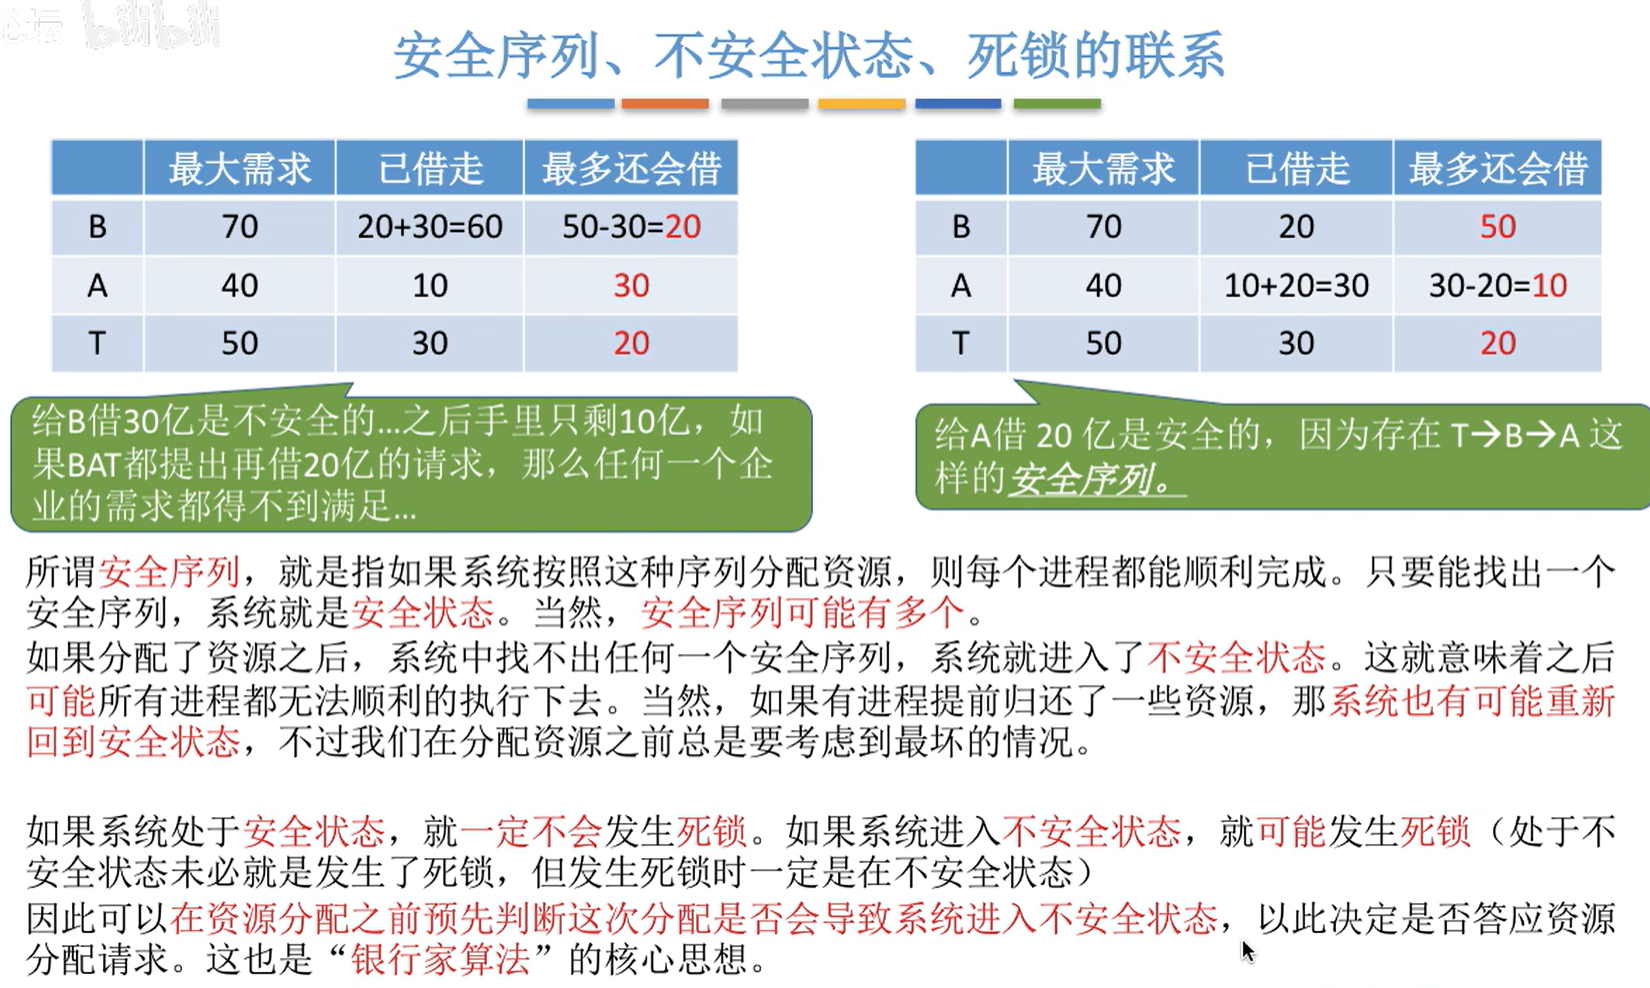 bilibili
安全序列、不安全状态、死锁的联系
最大需求 已借走 最多还会借
B 70 20+30=60 50-30=20
A 40 10 30
T 50 30 20
最大需求 已借走 最多还会借
B 70 20 50
A 40 10+20=30 30-20=10
T 50 30 20
给B借30亿是不安全的...之后手里只剩10亿，如
果BAT都提出再借20亿的请求，那么任何一个企
业的需求都得不到满足...
给A借 20 亿是安全的，因为存在 T→B→A 这
样的安全序列。
所谓安全序列，就是指如果系统按照这种序列分配资源，则每个进程都能顺利完成。只要能找出一个
安全序列，系统就是安全状态。当然，安全序列可能有多个。
如果分配了资源之后，系统中找不出任何一个安全序列，系统就进入了不安全状态。这就意味着之后
可能所有进程都无法顺利的执行下去。当然，如果有进程提前归还了一些资源，那系统也有可能重新
回到安全状态，不过我们在分配资源之前总是要考虑到最坏的情况。
如果系统处于安全状态，就一定不会发生死锁。如果系统进入不安全状态，就可能发生死锁（处于不
安全状态未必就是发生了死锁，但发生死锁时一定是在不安全状态）
因此可以在资源分配之前预先判断这次分配是否会导致系统进入不安全状态，以此决定是否答应资源
分配请求。这也是“银行家算法”的核心思想。